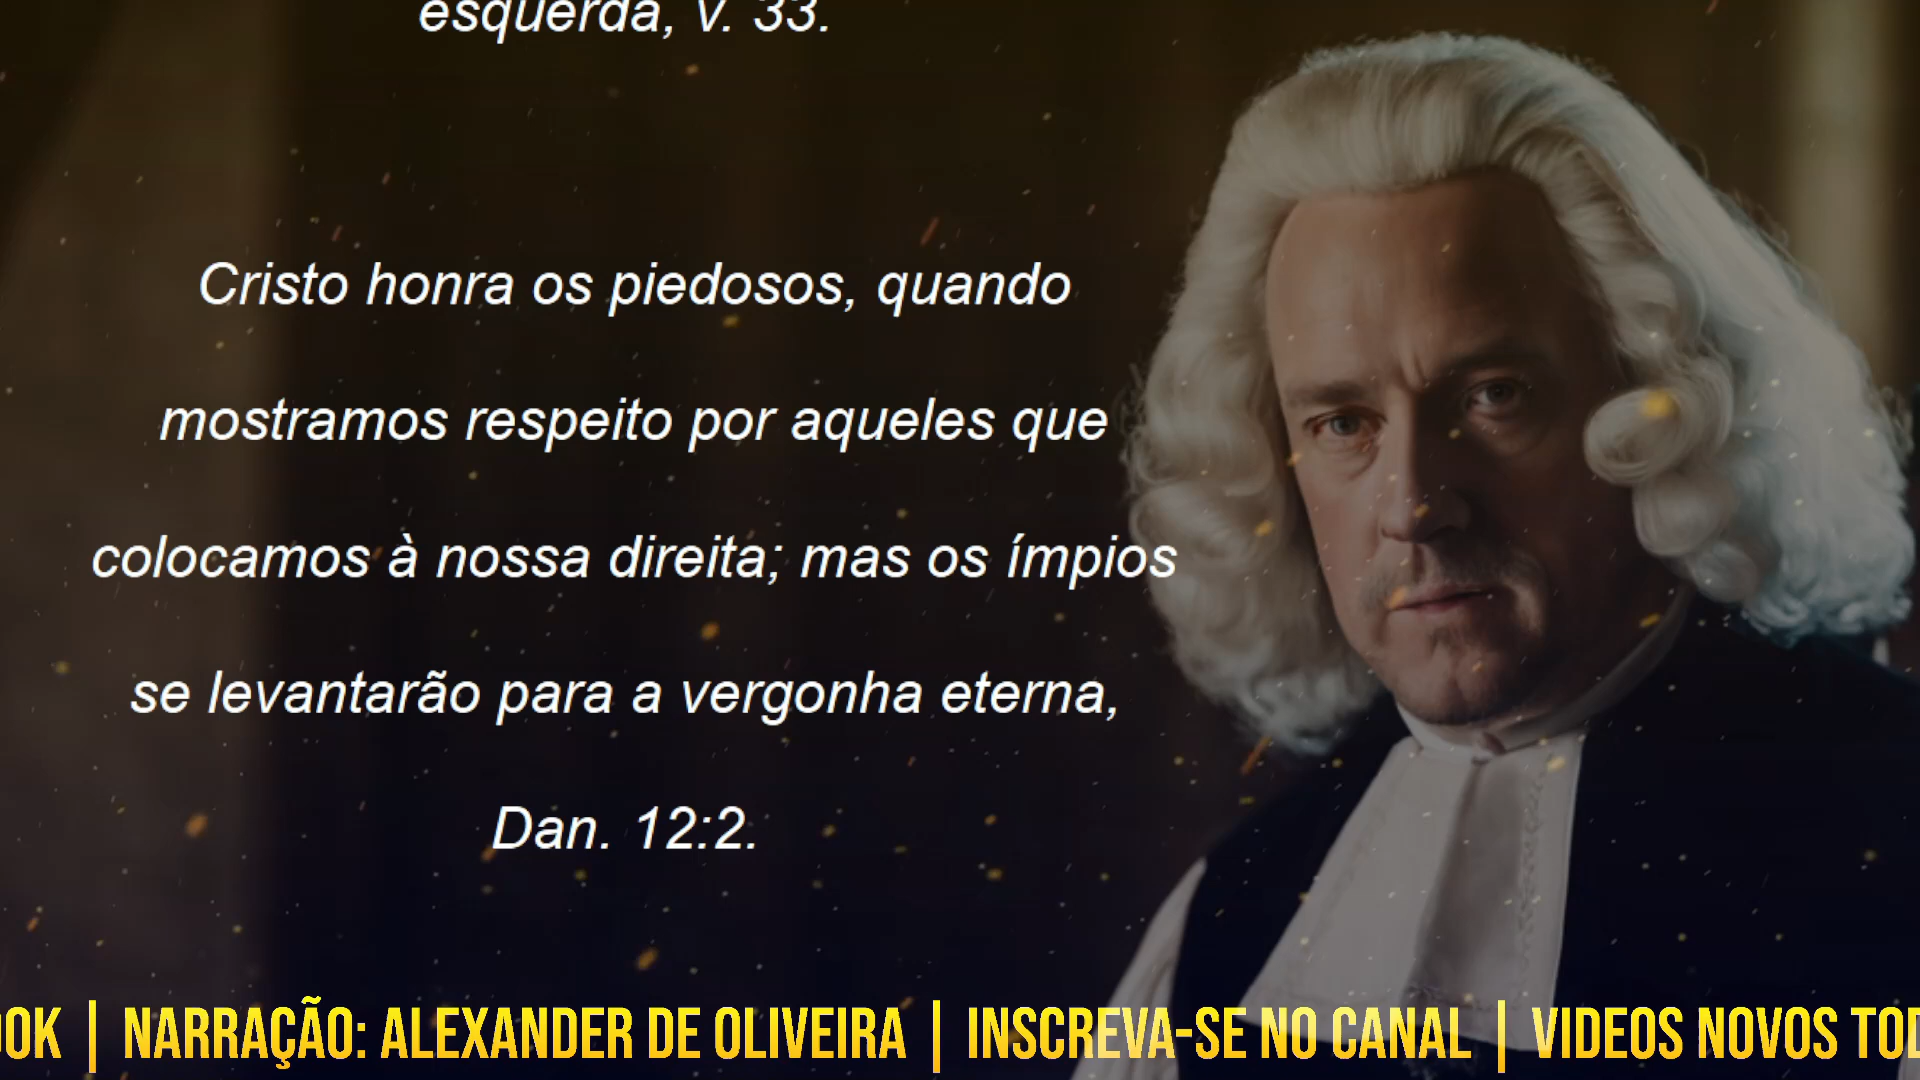 esquerda, v. 33.
Cristo honra os piedosos, quando
mostramos respeito por aqueles que
colocamos à nossa direita; mas os ímpios
se levantarão para a vergonha eterna,
Dan. 12:2.
OOK | NARRAÇÃO: ALEXANDER DE OLIVEIRA | INSCREVA-SE NO CANAL | VIDEOS NOVOS TOD